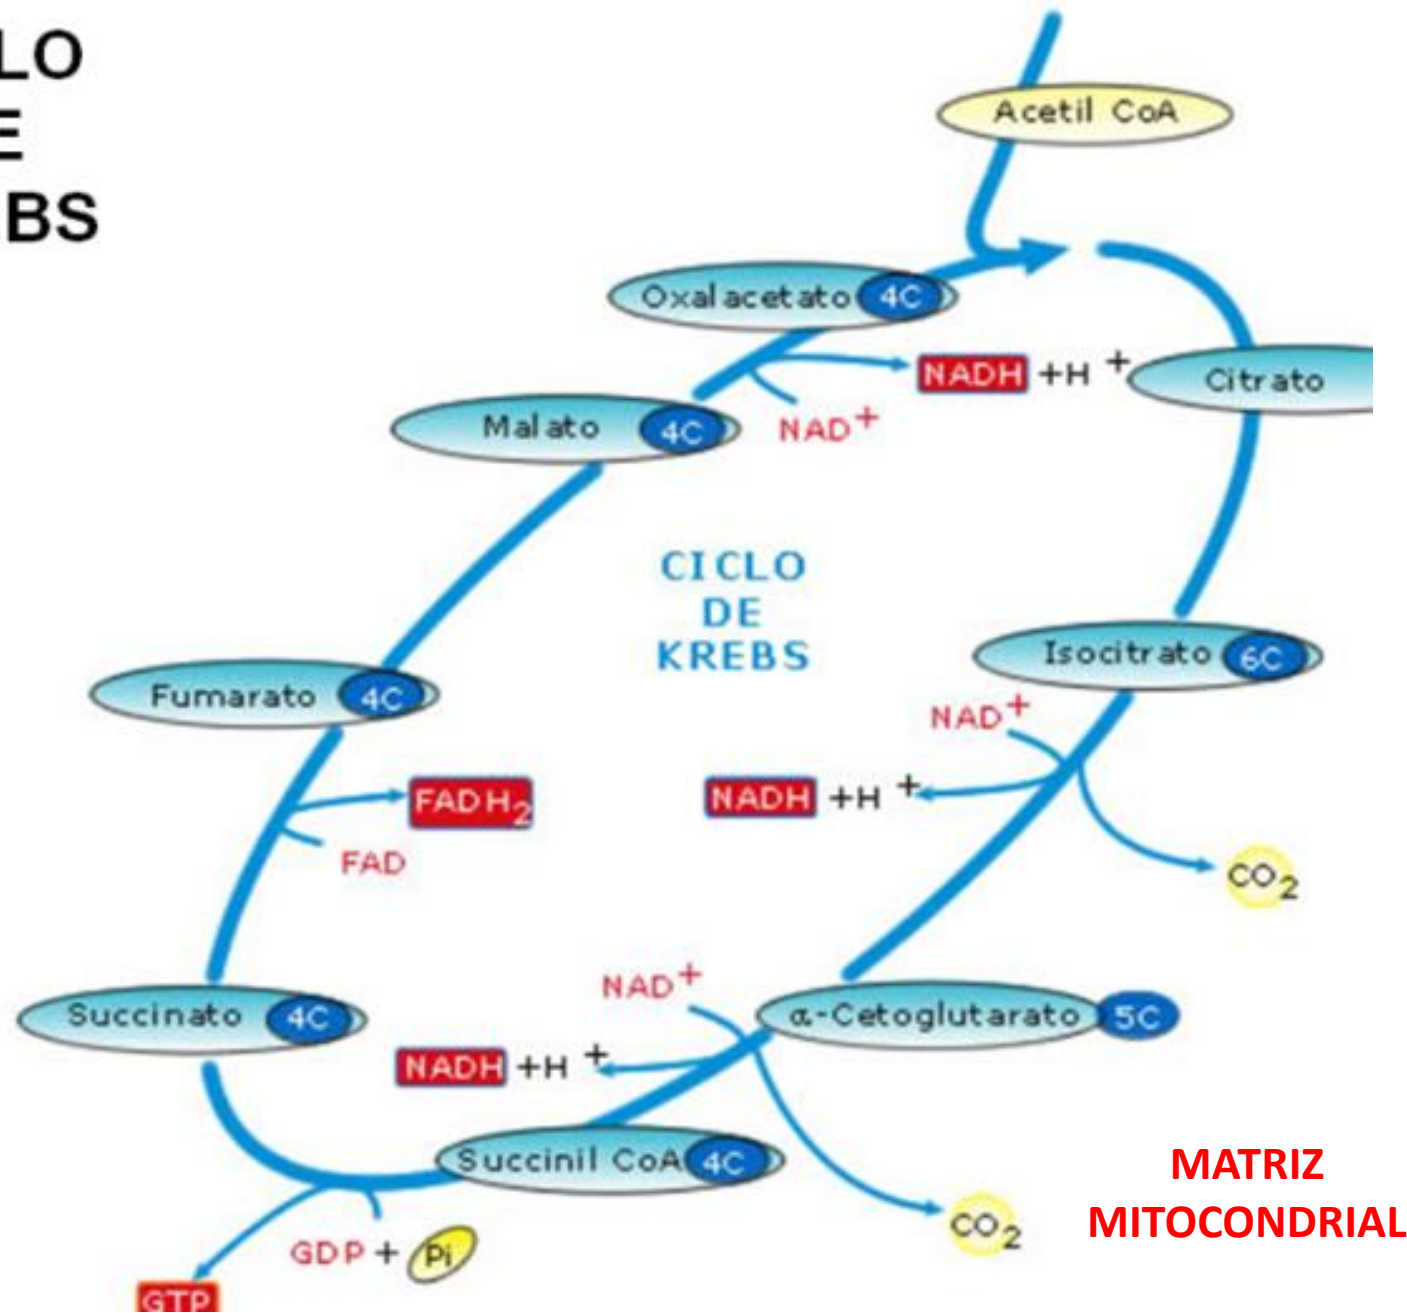 LO
E
BS
Acetil CoA
Oxalacetato 4C
NADH +H +
Citrato
Malato 4C
NAD+
CICLO
DE
KREBS
Isocitrato 6C
Fumarato 4C
NAD+
FADH2
NADH +H +
FAD
CO2
NAD+
Succinato 4C
α-Cetoglutarato 5C
NADH +H +
Succinil CoA 4C
MATRIZ
MITOCONDRIAL
CO2
GDP + Pi
GTP